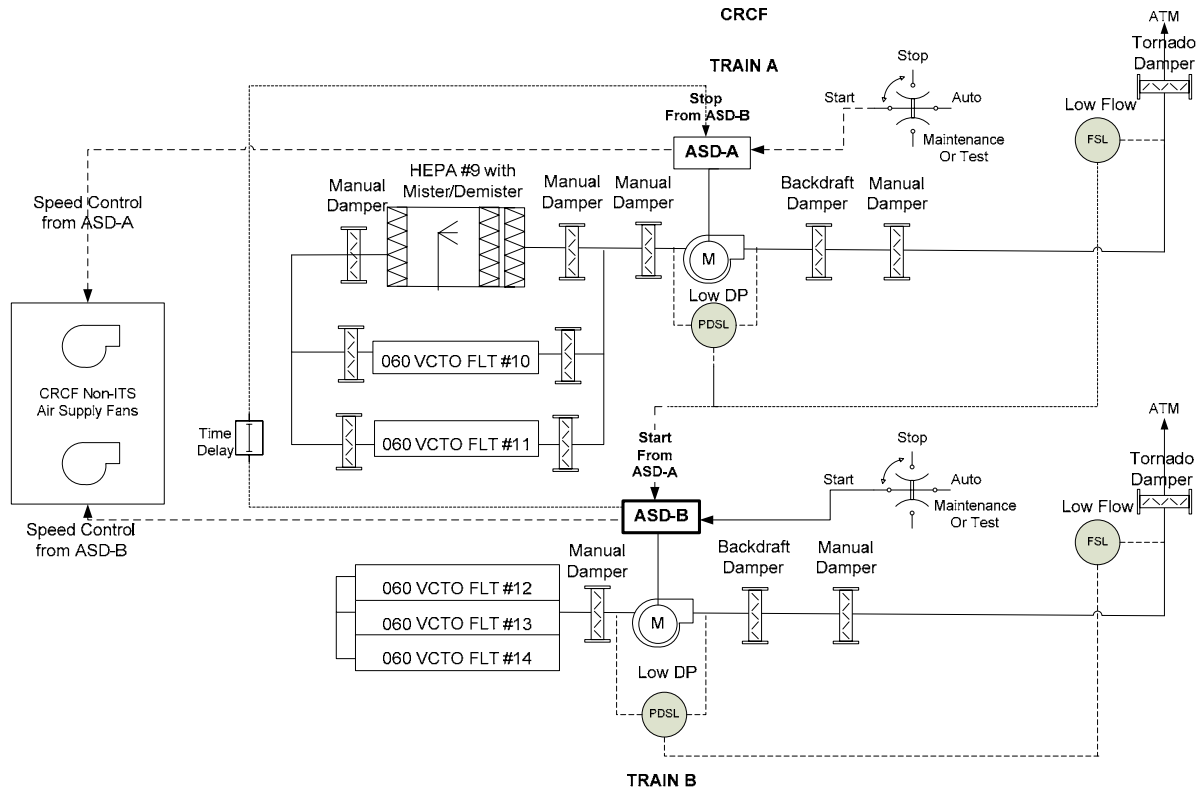 CRCF
ATM
Tornado
Damper
TRAIN A
Stop
Stop
From ASD-B
Start
Auto
Low Flow
Maintenance
Or Test
FSL
ASD-A
HEPA #9 with
Mister/Demister
Manual
Damper
Manual
Damper
Manual
Damper
Backdraft
Damper
Manual
Damper
Speed Control
from ASD-A
M
Low DP
PDSL
060 VCTO FLT #10
CRCF Non-ITS
Air Supply Fans
060 VCTO FLT #11
Time
Delay
ATM
Start
From
ASD-A
Stop
Start
Auto
Tornado
Damper
Maintenance
Or Test
Low Flow
FSL
ASD-B
Speed Control
from ASD-B
Manual
Damper
Backdraft
Damper
Manual
Damper
060 VCTO FLT #12
060 VCTO FLT #13
060 VCTO FLT #14
M
Low DP
PDSL
TRAIN B